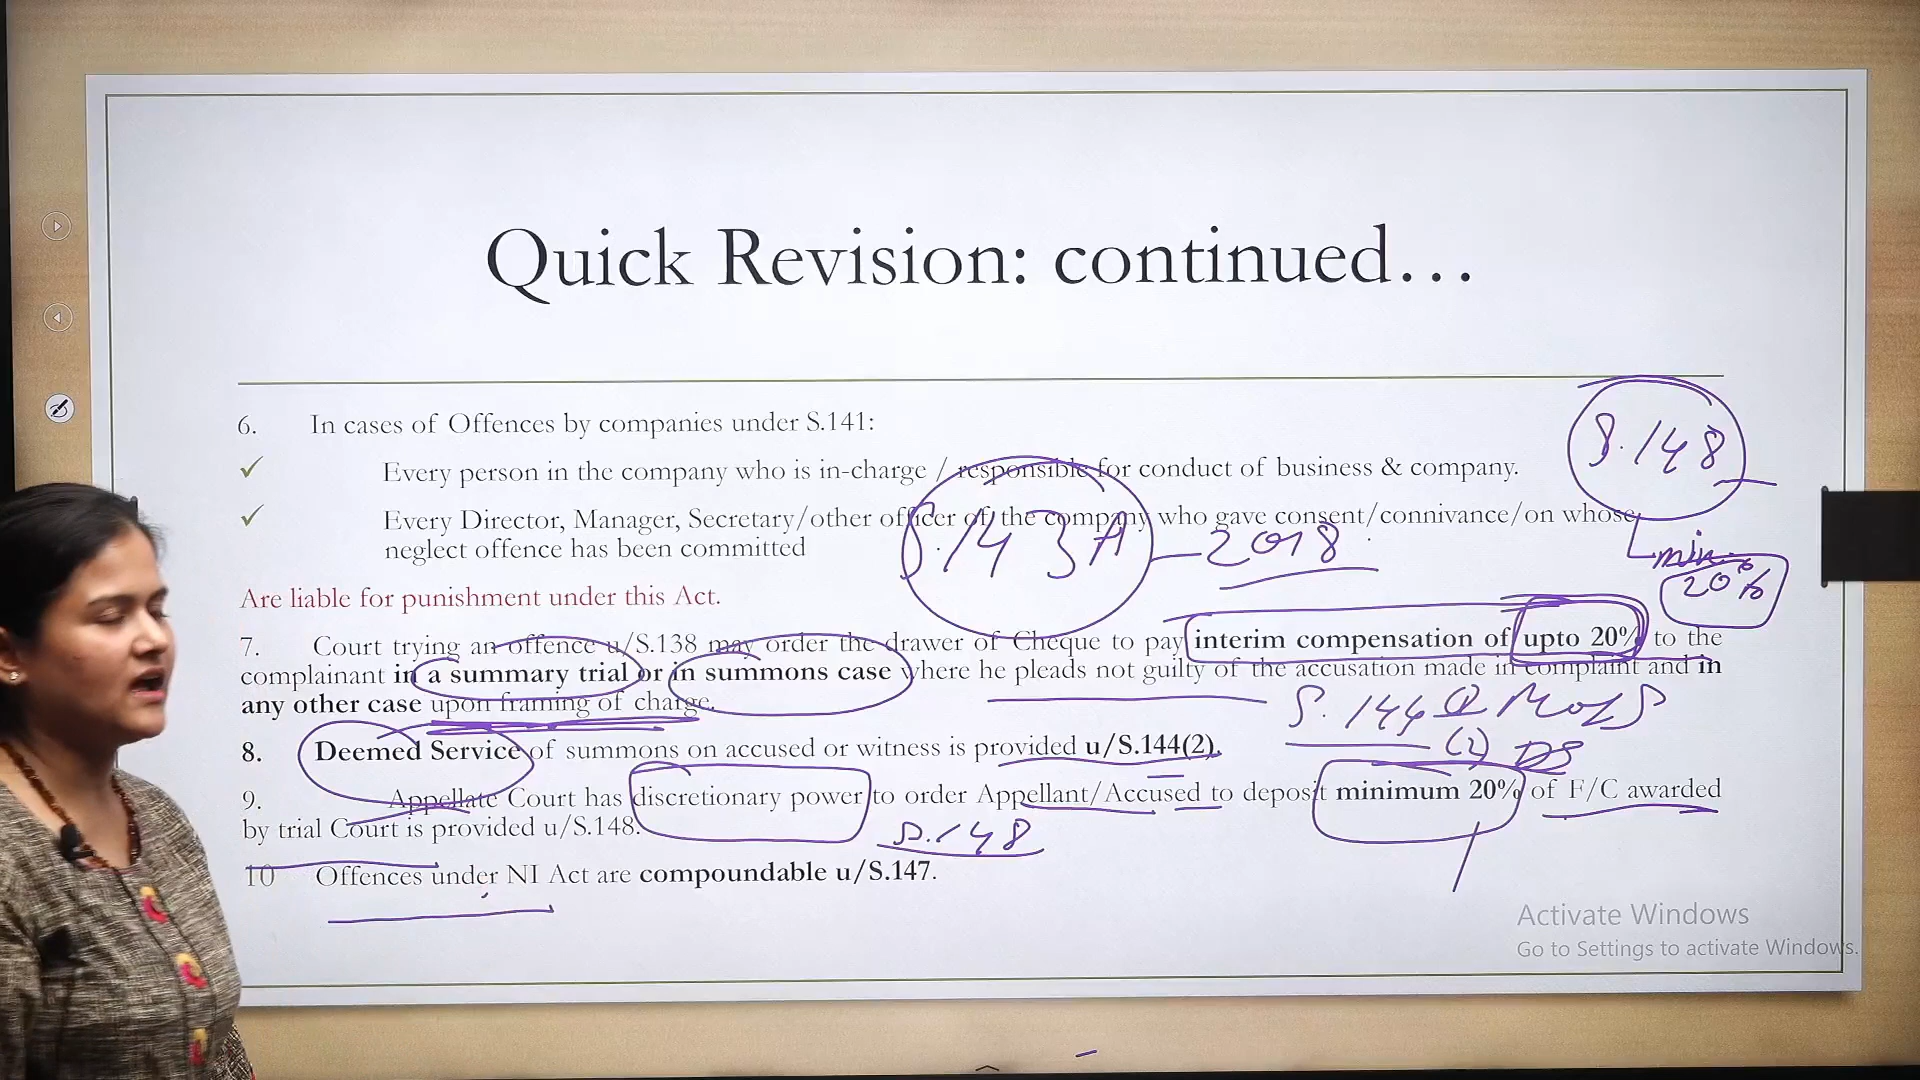 Quick Revision: continued…
6. In cases of Offences by companies under S.141:
✓ Every person in the company who is in-charge / responsible for conduct of business & company.
✓ Every Director, Manager, Secretary/other officer of the company who gave consent/connivance/on whose
neglect offence has been committed
Are liable for punishment under this Act.
7. Court trying an offence u/S.138 may order the drawer of Cheque to pay interim compensation of upto 20% to the
complainant in a summary trial or in summons case where he pleads not guilty of the accusation made in complaint and in
any other case upon framing of charge.
8. Deemed Service of summons on accused or witness is provided u/S.144(2).
9. Appellate Court has discretionary power to order Appellant/Accused to deposit minimum 20% of F/C awarded
by trial Court is provided u/S.148.
10 Offences under NI Act are compoundable u/S.147.
S.148
min
20%
S.143A – 2018
S. 144 MofS
(2) DS
S.148
Activate Windows
Go to Settings to activate Windows.